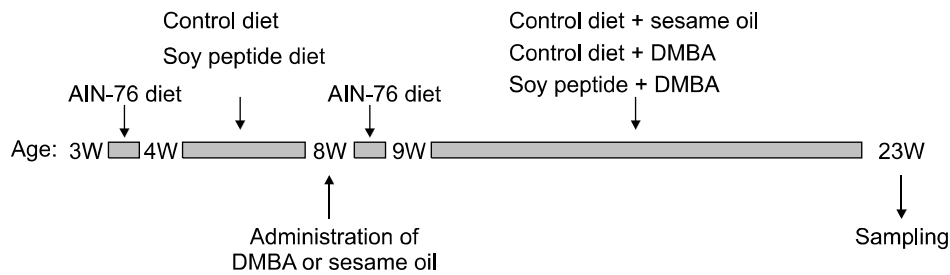 Control diet
Soy peptide diet
Control diet + sesame oil
Control diet + DMBA
Soy peptide + DMBA
AIN-76 diet
AIN-76 diet
Age: 3W 4W 8W 9W 23W
Administration of
DMBA or sesame oil
Sampling